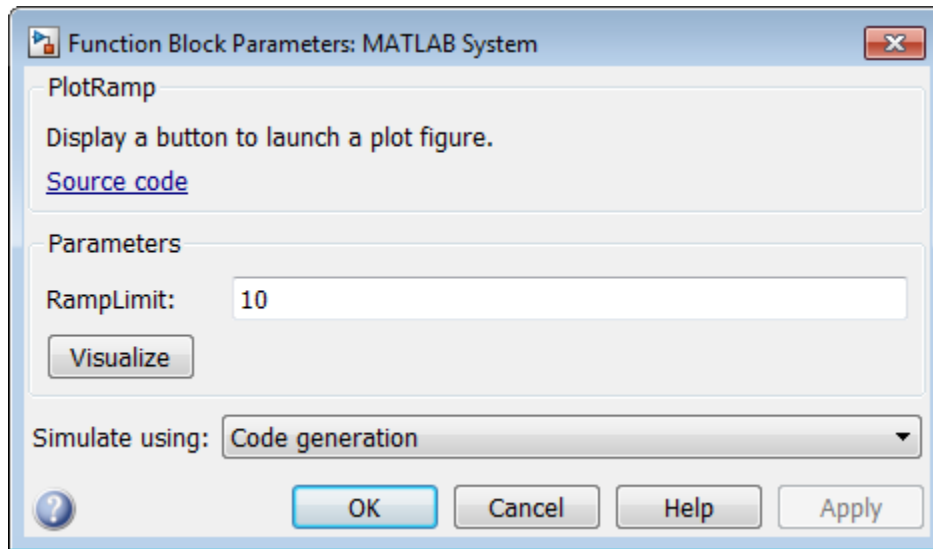 Function Block Parameters: MATLAB System
PlotRamp
Display a button to launch a plot figure.
Source code
Parameters
RampLimit: 10
Visualize
Simulate using: Code generation
? OK Cancel Help Apply